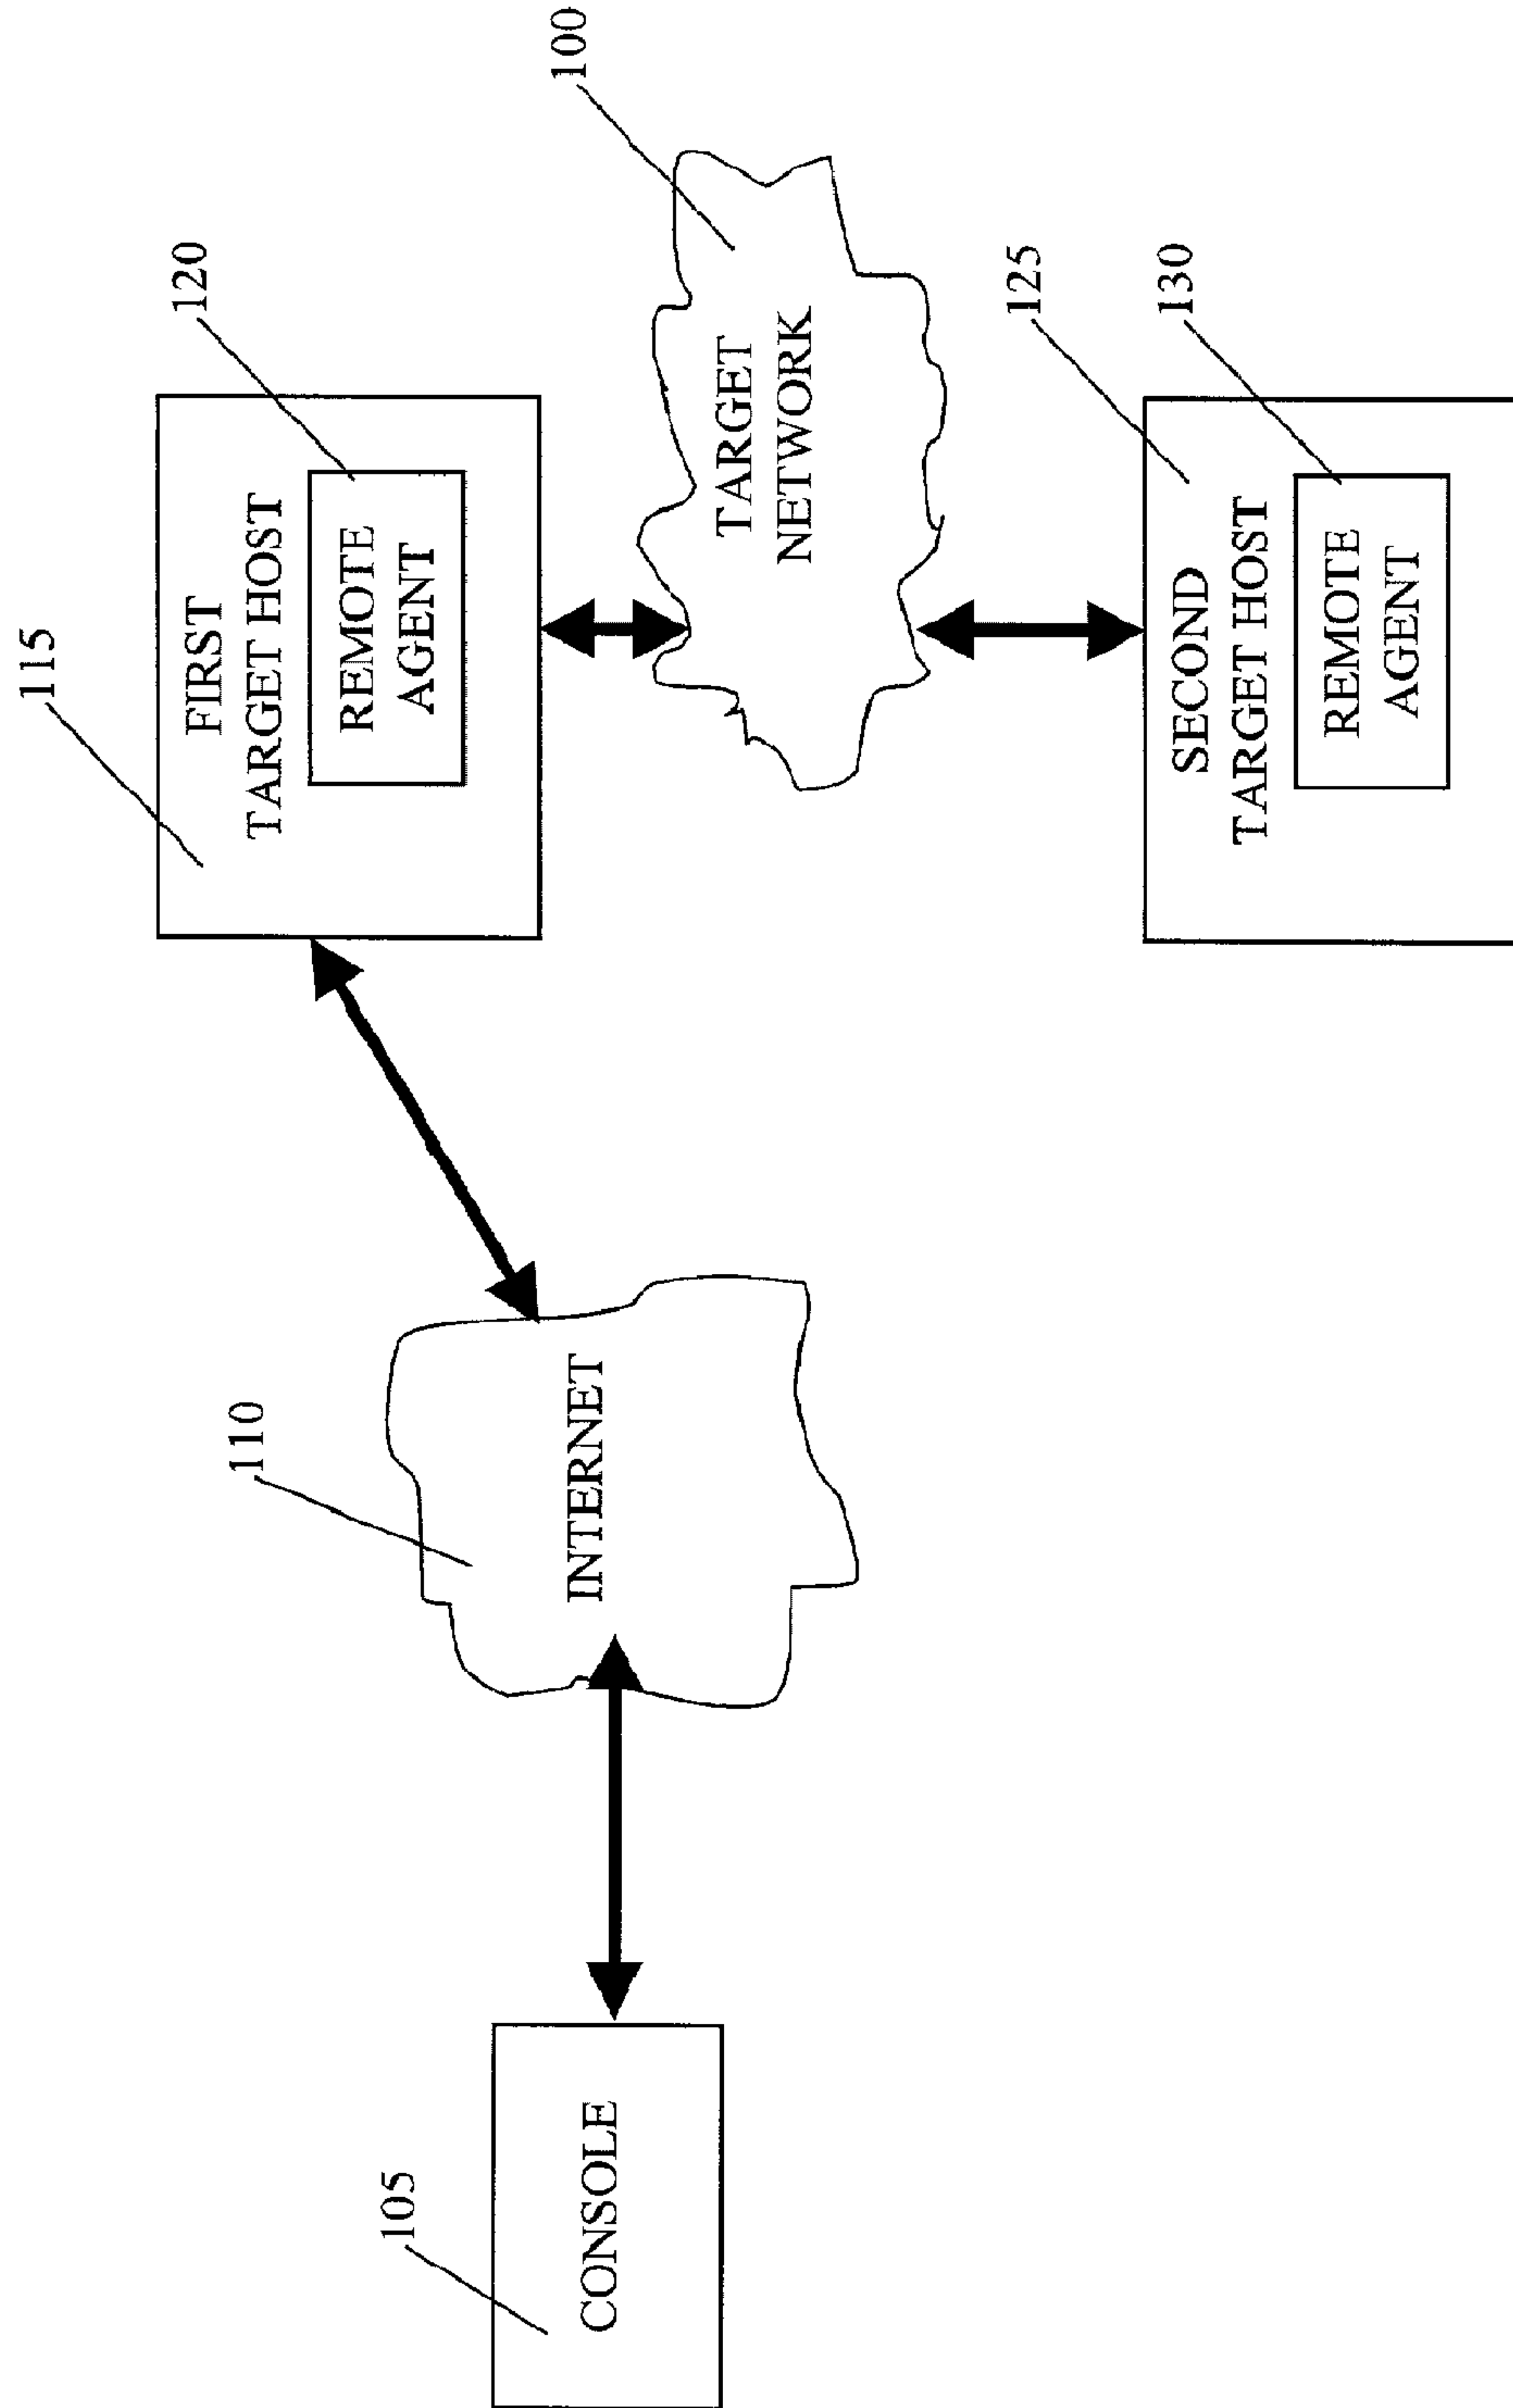 115
FIRST
TARGET HOST
120
REMOTE
AGENT
100
TARGET
NETWORK
110
INTERNET
105
CONSOLE
125
SECOND
TARGET HOST
130
REMOTE
AGENT